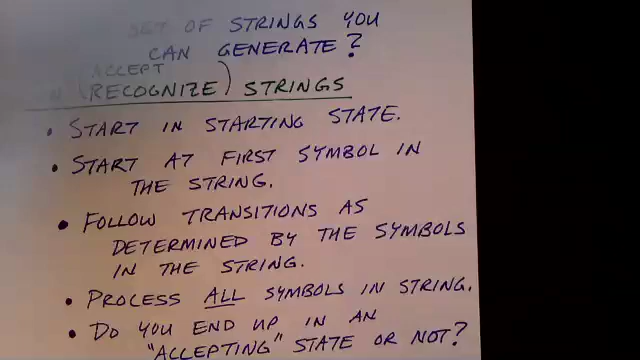 SET OF STRINGS YOU
CAN GENERATE?
(ACCEPT
RECOGNIZE) STRINGS
• START IN STARTING STATE.
• START AT FIRST SYMBOL IN
THE STRING.
• FOLLOW TRANSITIONS AS
DETERMINED BY THE SYMBOLS
IN THE STRING.
• PROCESS ALL SYMBOLS IN STRING.
• DO YOU END UP IN AN
"ACCEPTING" STATE OR NOT?